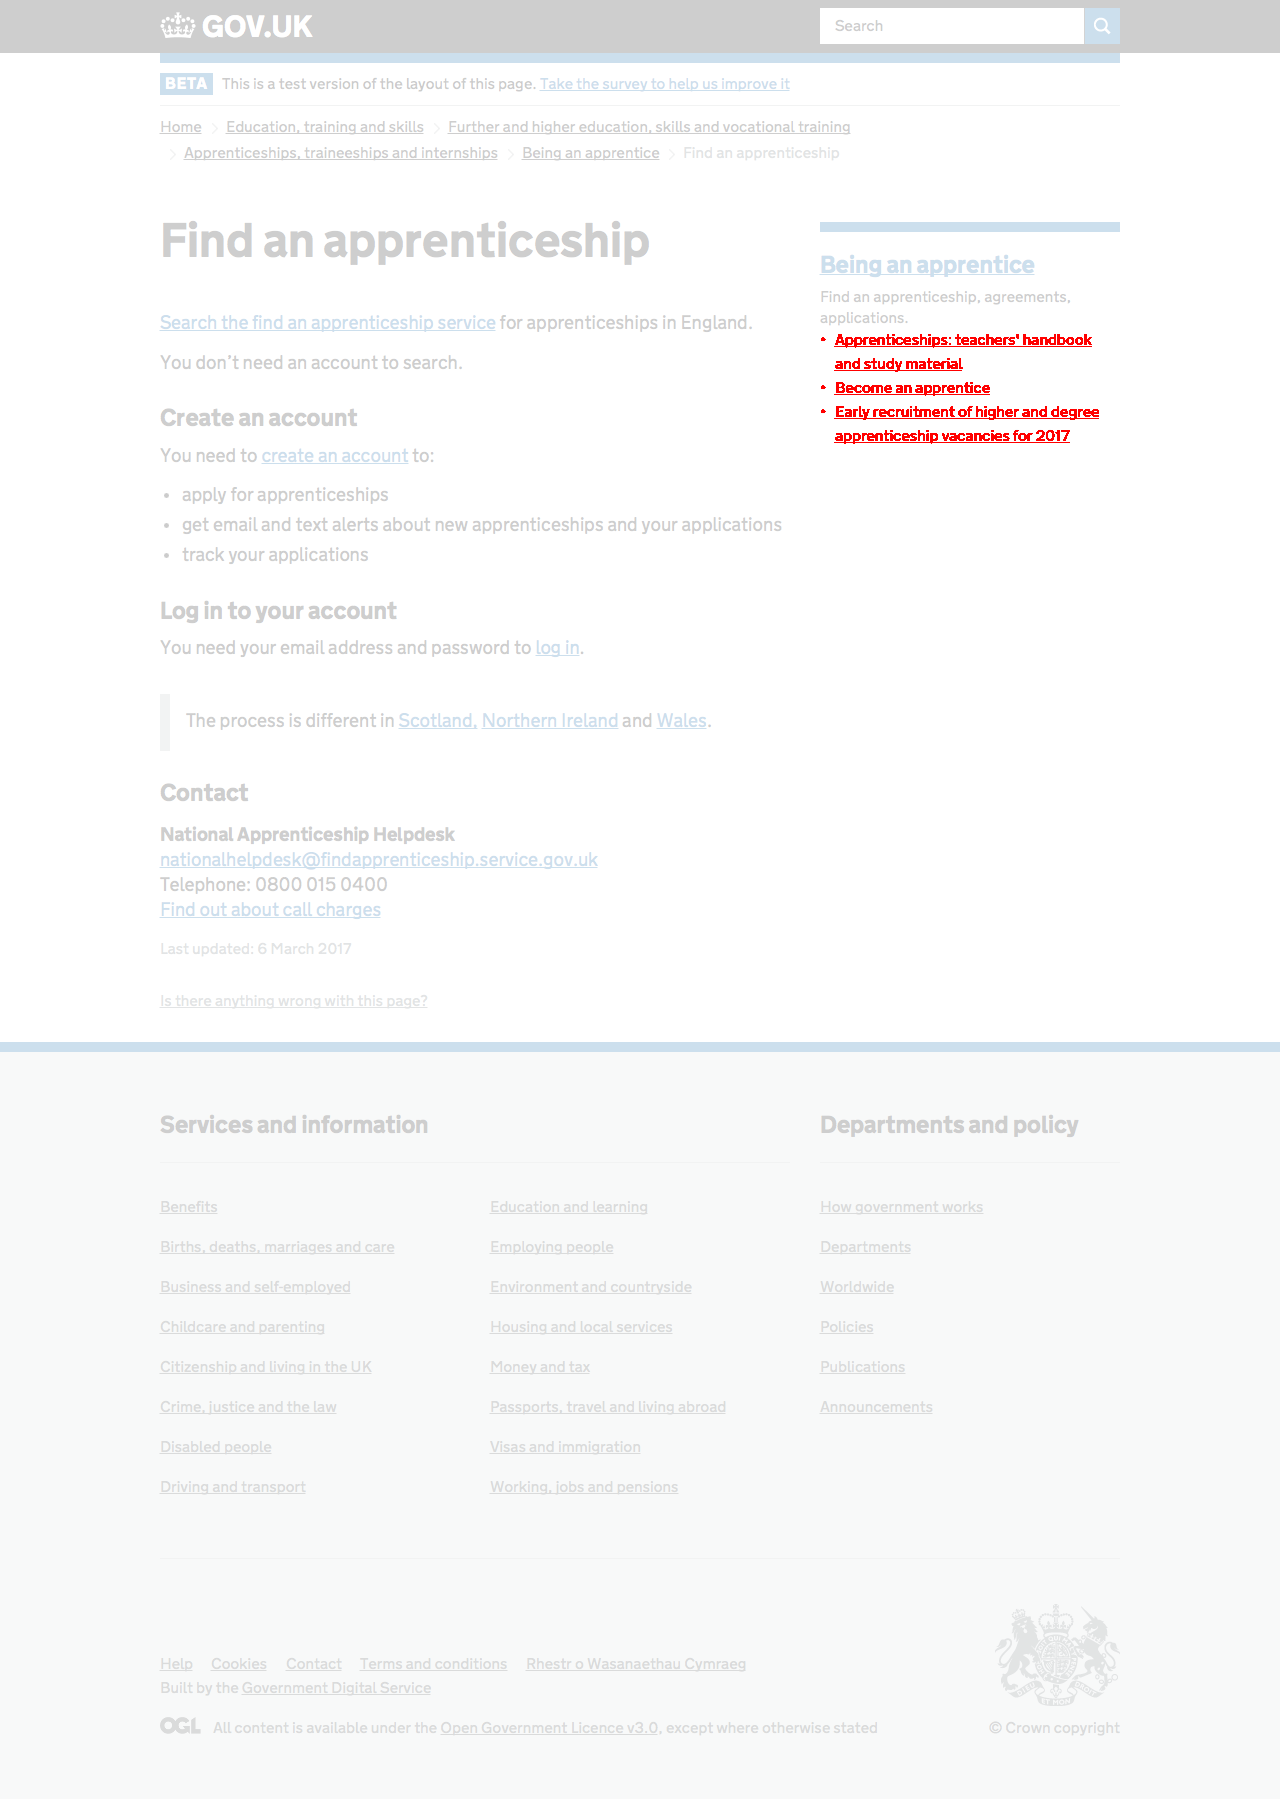 GOV.UK
Search
BETA This is a test version of the layout of this page. Take the survey to help us improve it
Home Education, training and skills Further and higher education, skills and vocational training
Apprenticeships, traineeships and internships Being an apprentice Find an apprenticeship
Find an apprenticeship
Search the find an apprenticeship service for apprenticeships in England.
You don’t need an account to search.
Create an account
You need to create an account to:
• apply for apprenticeships
• get email and text alerts about new apprenticeships and your applications
• track your applications
Log in to your account
You need your email address and password to log in.
The process is different in Scotland, Northern Ireland and Wales.
Contact
National Apprenticeship Helpdesk
nationalhelpdesk@findapprenticeship.service.gov.uk
Telephone: 0800 015 0400
Find out about call charges
Last updated: 6 March 2017
Is there anything wrong with this page?
Being an apprentice
Find an apprenticeship, agreements,
applications.
• Apprenticeships: teachers' handbook
and study material
• Become an apprentice
• Early recruitment of higher and degree
apprenticeship vacancies for 2017
Services and information
Benefits
Births, deaths, marriages and care
Business and self-employed
Childcare and parenting
Citizenship and living in the UK
Crime, justice and the law
Disabled people
Driving and transport
Education and learning
Employing people
Environment and countryside
Housing and local services
Money and tax
Passports, travel and living abroad
Visas and immigration
Working, jobs and pensions
Departments and policy
How government works
Departments
Worldwide
Policies
Publications
Announcements
Help Cookies Contact Terms and conditions Rhestr o Wasanaethau Cymraeg
Built by the Government Digital Service
OGL All content is available under the Open Government Licence v3.0, except where otherwise stated
© Crown copyright